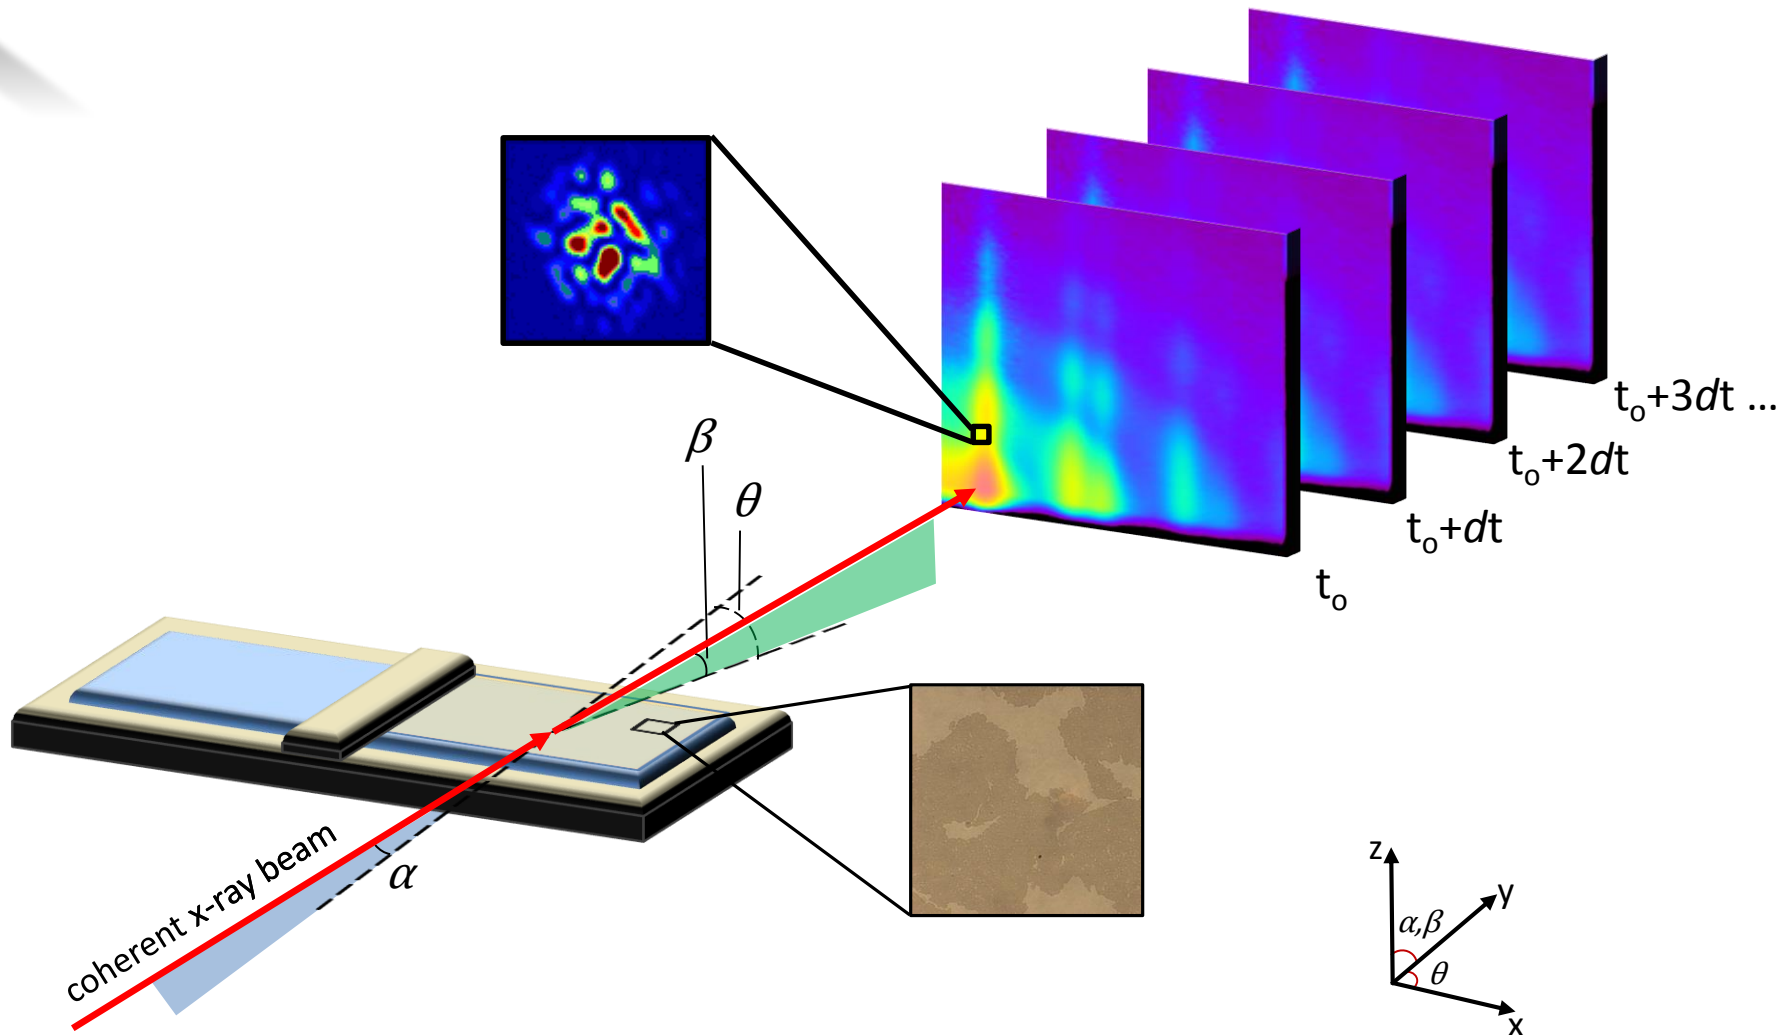 t₀+3dt ...
t₀+2dt
t₀+dt
t₀
β
θ
α
coherent x-ray beam
z
y
α,β
θ
x